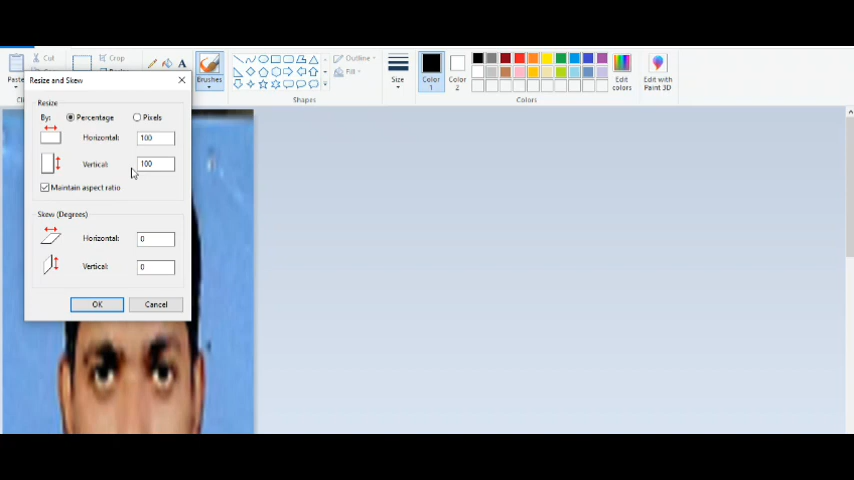 Cut
Crop
Paste
Brushes
Outline
Fill
Size
Color
1
Color
2
Edit
colors
Edit with
Paint 3D
Shapes
Colors
Resize and Skew
Resize
By:
Percentage
Pixels
Horizontal:
100
Vertical:
100
Maintain aspect ratio
Skew (Degrees)
Horizontal:
0
Vertical:
0
OK
Cancel